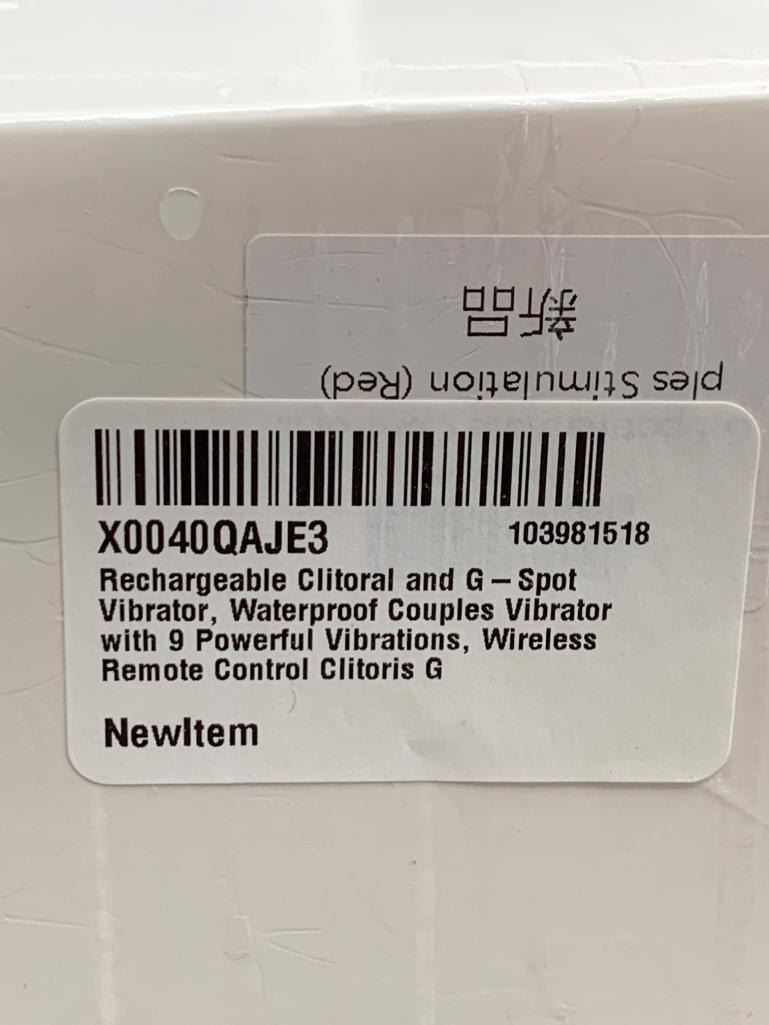 新品
ples Stimulation (Red)
X0040QAJE3 103981518
Rechargeable Clitoral and G – Spot
Vibrator, Waterproof Couples Vibrator
with 9 Powerful Vibrations, Wireless
Remote Control Clitoris G
NewItem